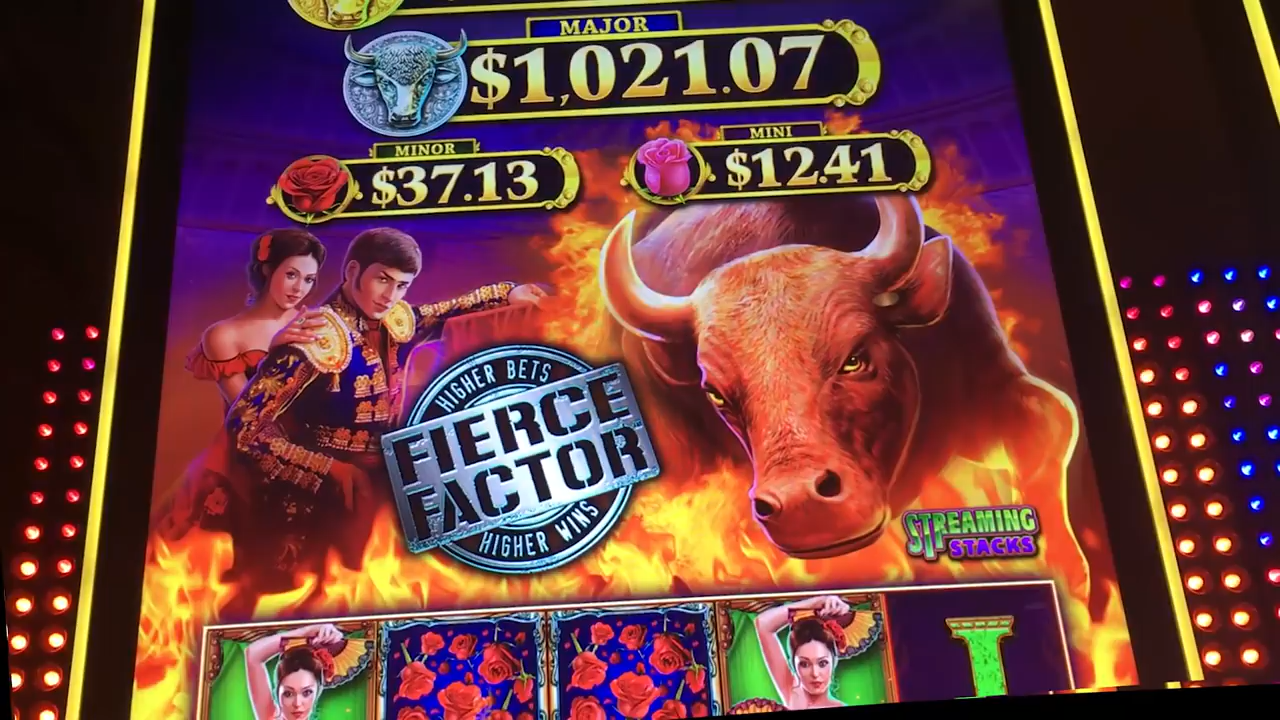 MAJOR
$1,021.07
MINOR
$37.13
MINI
$12.41
HIGHER BETS
FIERCE
FACTOR
HIGHER WINS
STREAMING
STACKS